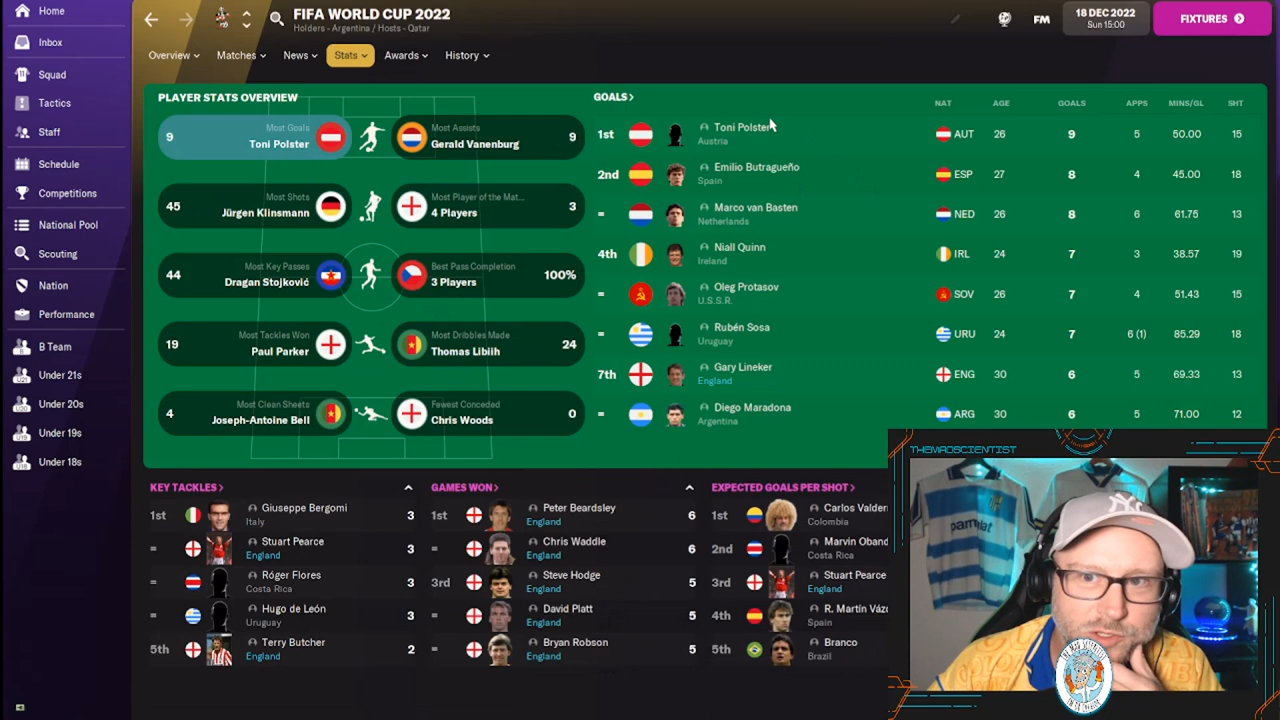 Home
Inbox
Squad
Tactics
Staff
Schedule
Competitions
National Pool
Scouting
Nation
Performance
B Team
Under 21s
Under 20s
Under 19s
Under 18s
FIFA WORLD CUP 2022
Holders - Argentina / Hosts - Qatar
FM
18 DEC 2022
Sun 15:00
FIXTURES
Overview
Matches
News
Stats
Awards
History
PLAYER STATS OVERVIEW
9 Most Goals
Toni Polster
Most Assists 9
Gerald Vanenburg
45 Most Shots
Jürgen Klinsmann
Most Player of the Mat... 3
4 Players
44 Most Key Passes
Dragan Stojković
Best Pass Completion 100%
3 Players
19 Most Tackles Won
Paul Parker
Most Dribbles Made 24
Thomas Libiih
4 Most Clean Sheets
Joseph-Antoine Bell
Fewest Conceded 0
Chris Woods
GOALS> NAT AGE GOALS APPS MINS/GL SHT
1st Toni Polster AUT 26 9 5 50.00 15
Austria
2nd Emilio Butragueño ESP 27 8 4 45.00 18
Spain
= Marco van Basten NED 26 8 6 61.75 13
Netherlands
4th Niall Quinn IRL 24 7 3 38.57 19
Ireland
= Oleg Protasov SOV 26 7 4 51.43 15
U.S.S.R.
= Rubén Sosa URU 24 7 6 (1) 85.29 18
Uruguay
7th Gary Lineker ENG 30 6 5 69.33 13
England
= Diego Maradona ARG 30 6 5 71.00 12
Argentina
KEY TACKLES>
1st Giuseppe Bergomi 3
Italy
= Stuart Pearce 3
England
= Róger Flores 3
Costa Rica
= Hugo de León 3
Uruguay
5th Terry Butcher 2
England
GAMES WON>
1st Peter Beardsley 6
England
= Chris Waddle 6
England
3rd Steve Hodge 5
England
= David Platt 5
England
= Bryan Robson 5
England
EXPECTED GOALS PER SHOT>
1st Carlos Valder
Colombia
2nd Marvin Oband
Costa Rica
3rd Stuart Pearce
England
4th R. Martín Vázq
Spain
5th Branco
Brazil
THEMADSCIENTIST
parmalat